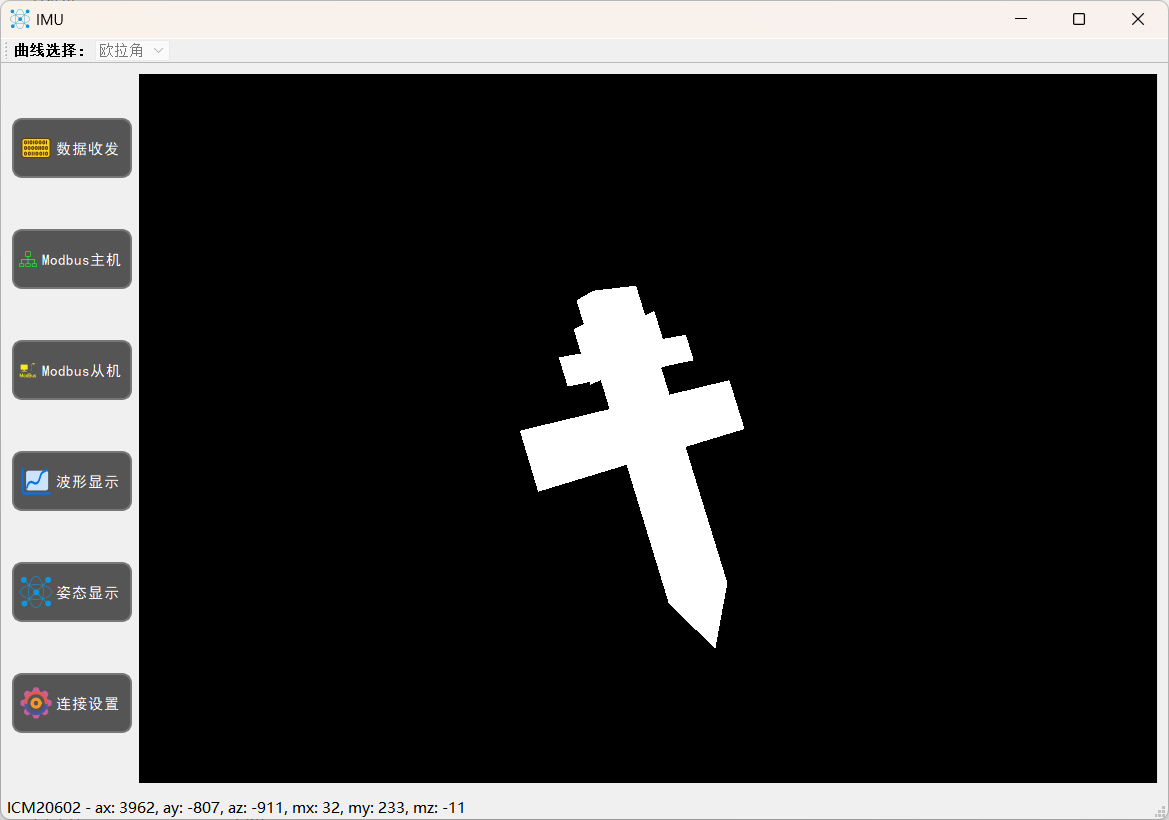 IMU
曲线选择： 欧拉角
数据收发
Modbus主机
Modbus从机
波形显示
姿态显示
连接设置
ICM20602 - ax: 3962, ay: -807, az: -911, mx: 32, my: 233, mz: -11